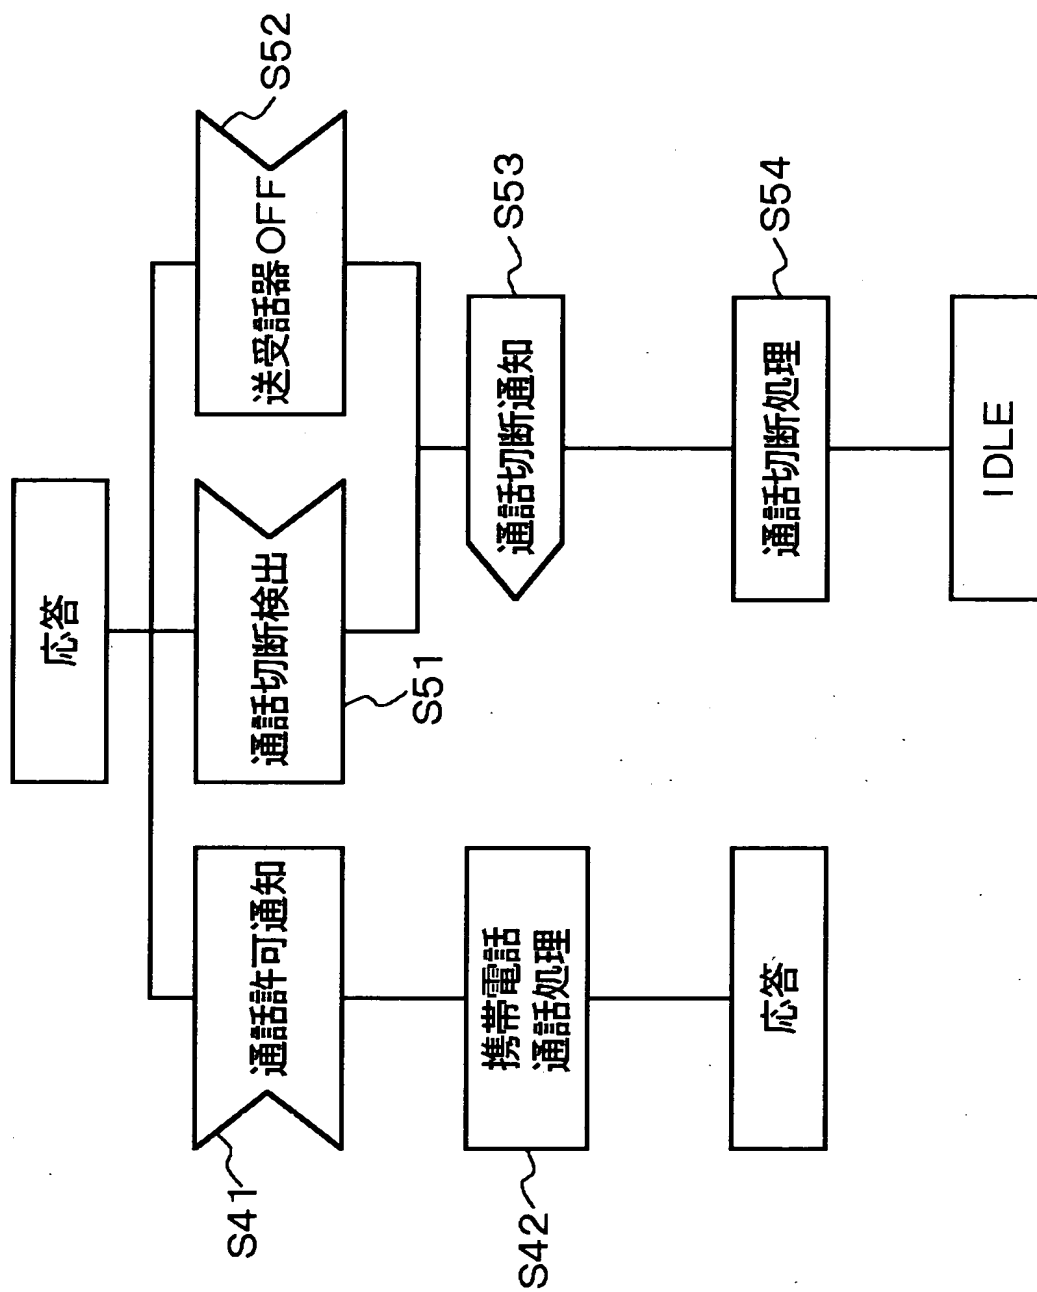 応答
S41
通話許可通知
通話切断検出
送受話器OFF
S52
S51
S42
携帯電話
通話処理
通話切断通知
S53
応答
通話切断処理
S54
IDLE